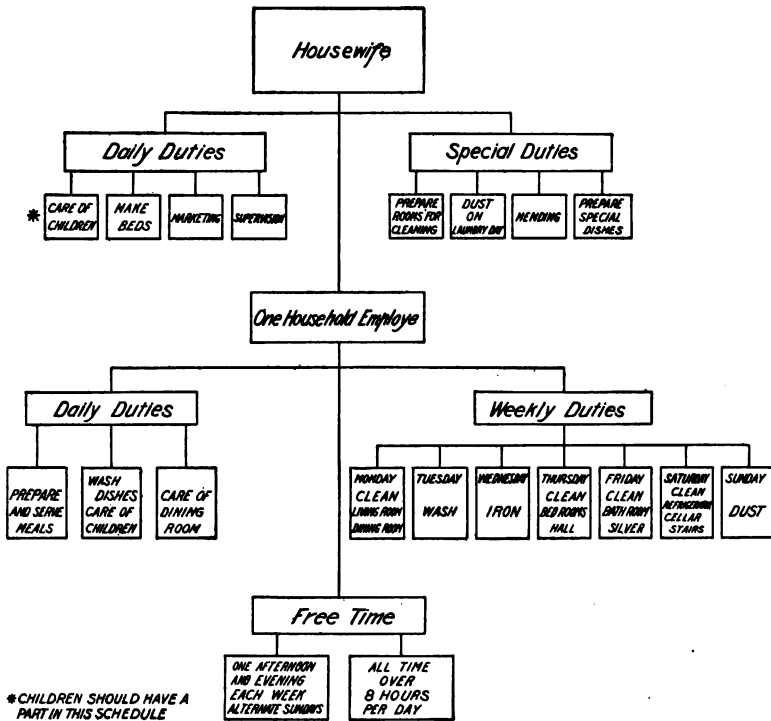 Housewife
Daily Duties
Special Duties
*
CARE OF
CHILDREN
MAKE
BEDS
MARKETING
SUPERVISION
PREPARE
ROOMS FOR
CLEANING
DUST
ON
LAUNDRY DAY
MENDING
PREPARE
SPECIAL
DISHES
One Household Employe
Daily Duties
Weekly Duties
PREPARE
AND SERVE
MEALS
WASH
DISHES
CARE OF
CHILDREN
CARE OF
DINING
ROOM
MONDAY
CLEAN
LIVING ROOM
DINING ROOM
TUESDAY
WASH
WEDNESDAY
IRON
THURSDAY
CLEAN
BED ROOMS
HALL
FRIDAY
CLEAN
BATH ROOM
SILVER
SATURDAY
CLEAN
REFRIGERATOR
CELLAR
STAIRS
SUNDAY
DUST
Free Time
ONE AFTERNOON
AND EVENING
EACH WEEK
ALTERNATE SUNDAYS
ALL TIME
OVER
8 HOURS
PER DAY
*CHILDREN SHOULD HAVE A
PART IN THIS SCHEDULE